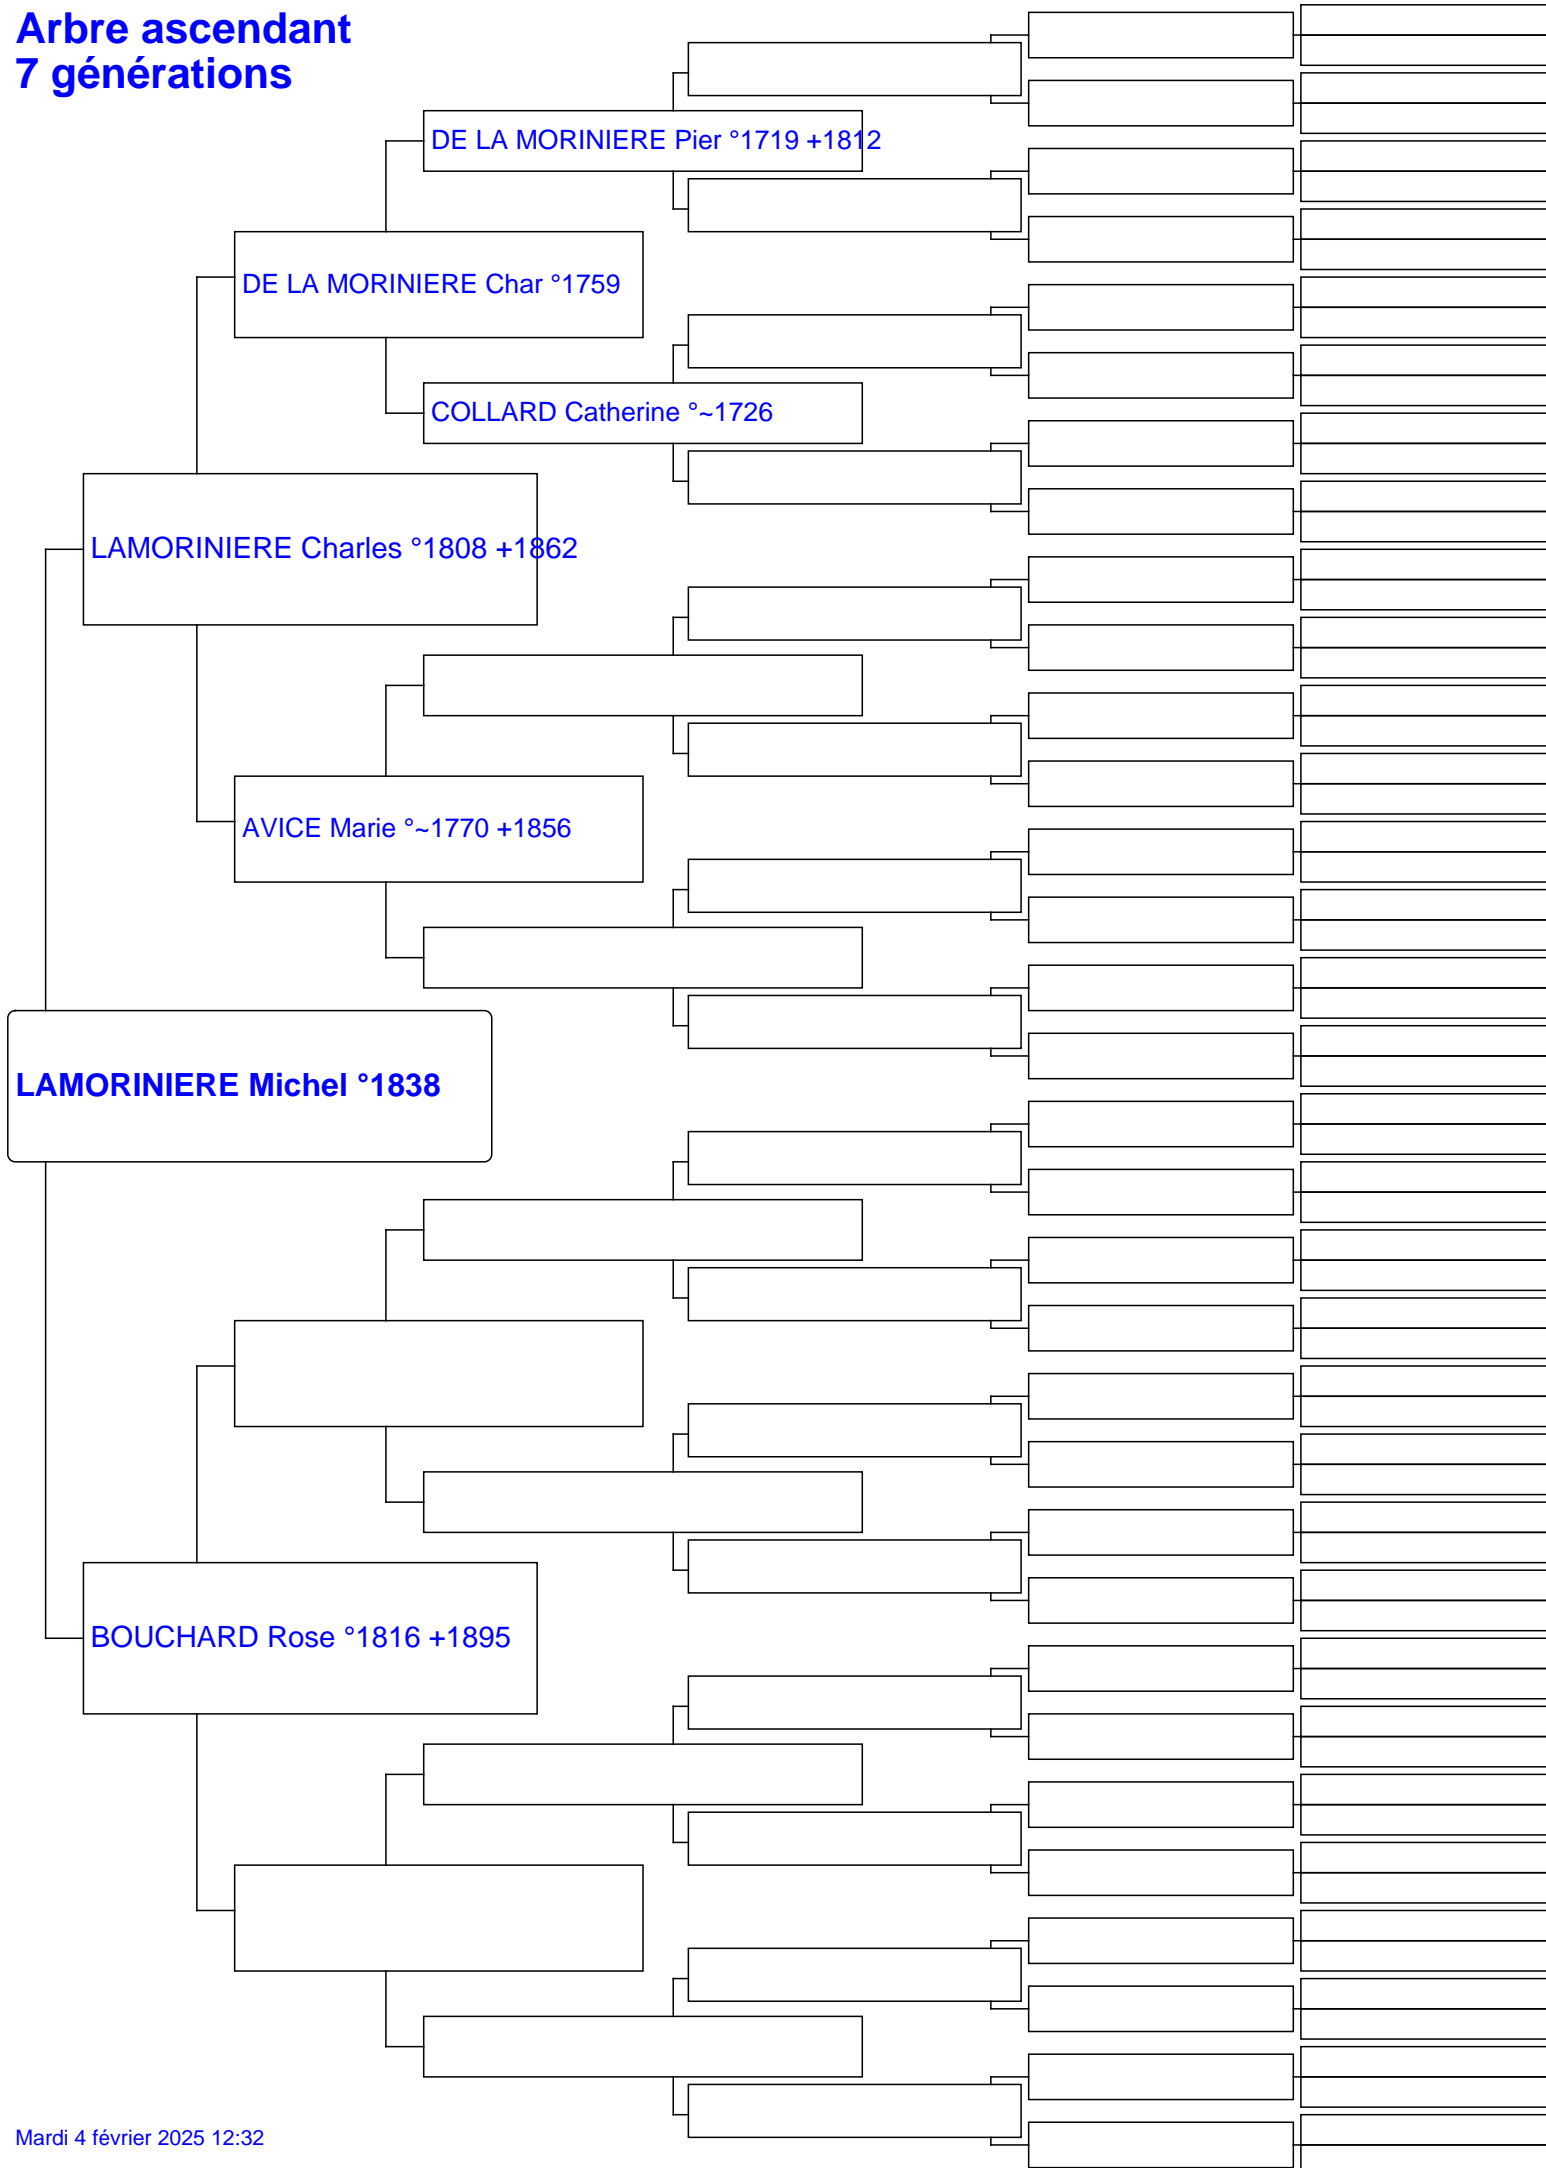 Arbre ascendant
7 générations
DE LA MORINIERE Pier °1719 +1812
DE LA MORINIERE Char °1759
COLLARD Catherine °~1726
LAMORINIERE Charles °1808 +1862
AVICE Marie °~1770 +1856
LAMORINIERE Michel °1838
BOUCHARD Rose °1816 +1895
Mardi 4 février 2025 12:32